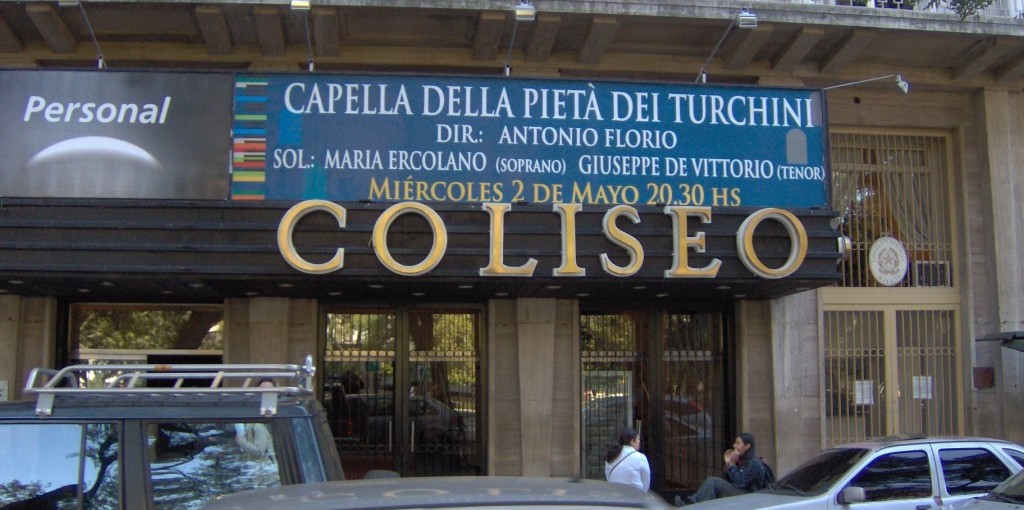 Personal
CAPELLA DELLA PIETÀ DEI TURCHINI
DIR.: ANTONIO FLORIO
SOL.: MARIA ERCOLANO (SOPRANO) GIUSEPPE DE VITTORIO (TENOR)
MIÉRCOLES 2 DE MAYO 20.30 HS
COLISEO